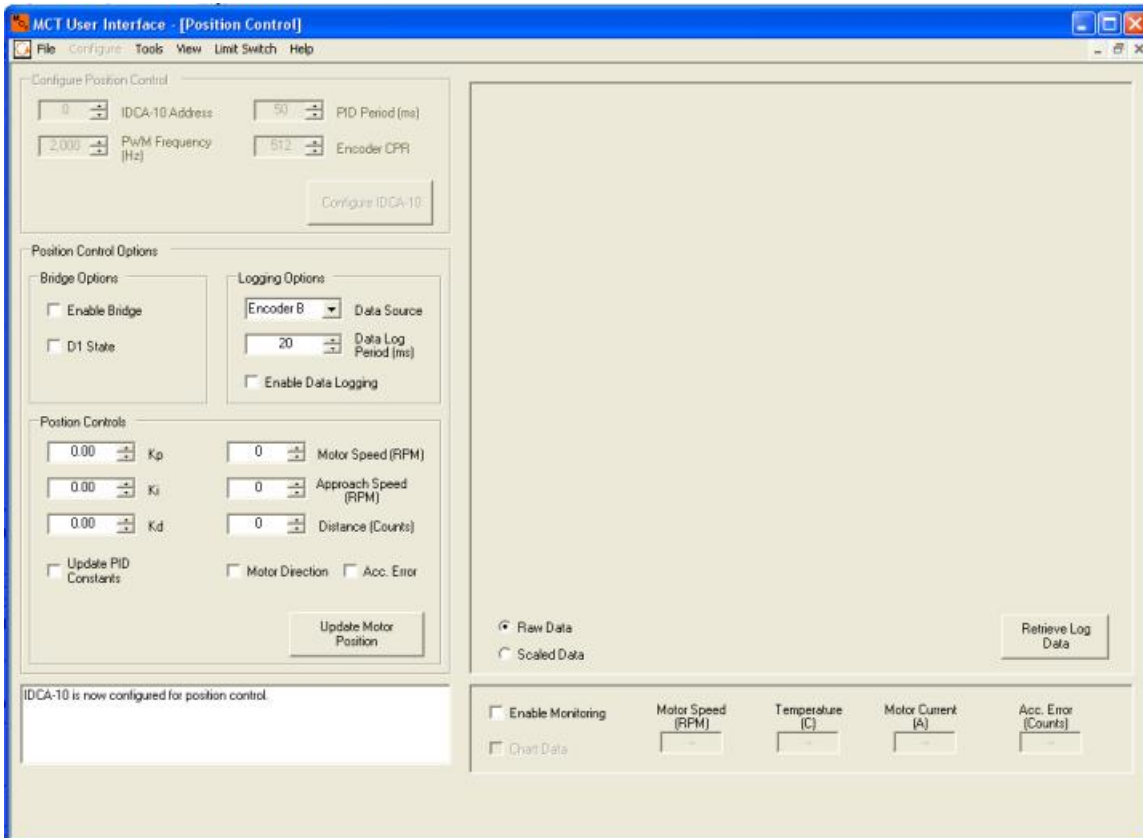 MCT User Interface - [Position Control]
File Configure Tools View Limit Switch Help
Configure Position Control
0 IDCA-10 Address
50 PID Period (ms)
2,000 PWM Frequency
(Hz)
512 Encoder CPR
Configure IDCA-10
Position Control Options
Bridge Options
Enable Bridge
D1 State
Logging Options
Encoder B Data Source
20 Data Log
Period (ms)
Enable Data Logging
Postion Controls
0.00 Kp
0 Motor Speed (RPM)
0.00 Ki
0 Approach Speed
(RPM)
0.00 Kd
0 Distance (Counts)
Update PID
Constants
Motor Direction Acc. Error
Update Motor
Position
Raw Data
Scaled Data
Retrieve Log
Data
IDCA-10 is now configured for position control.
Enable Monitoring
Chart Data
Motor Speed
(RPM)
--
Temperature
(C)
--
Motor Current
(A)
--
Acc. Error
(Counts)
--